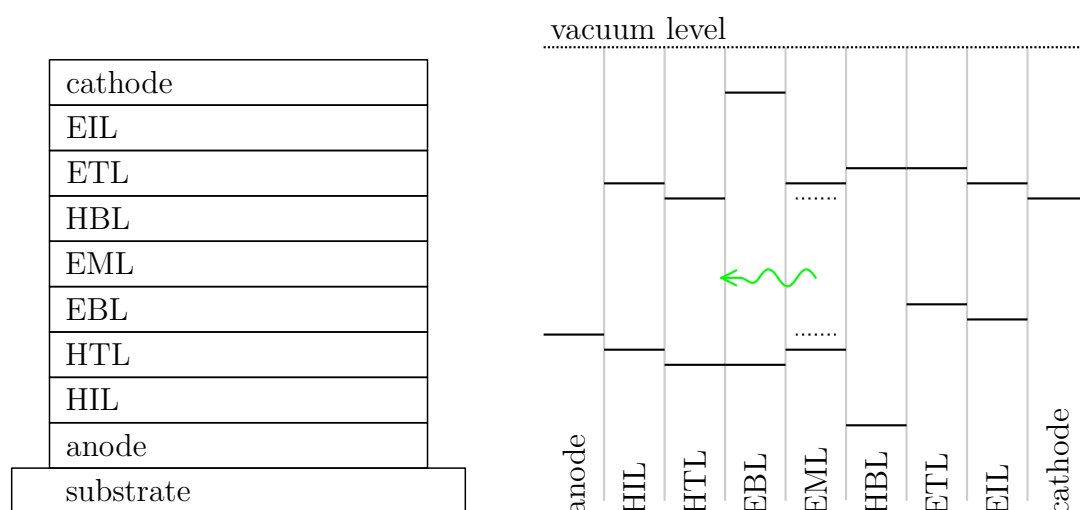 cathode
EIL
ETL
HBL
EML
EBL
HTL
HIL
anode
substrate
vacuum level
anode
HIL
HTL
EBL
EML
HBL
ETL
EIL
cathode